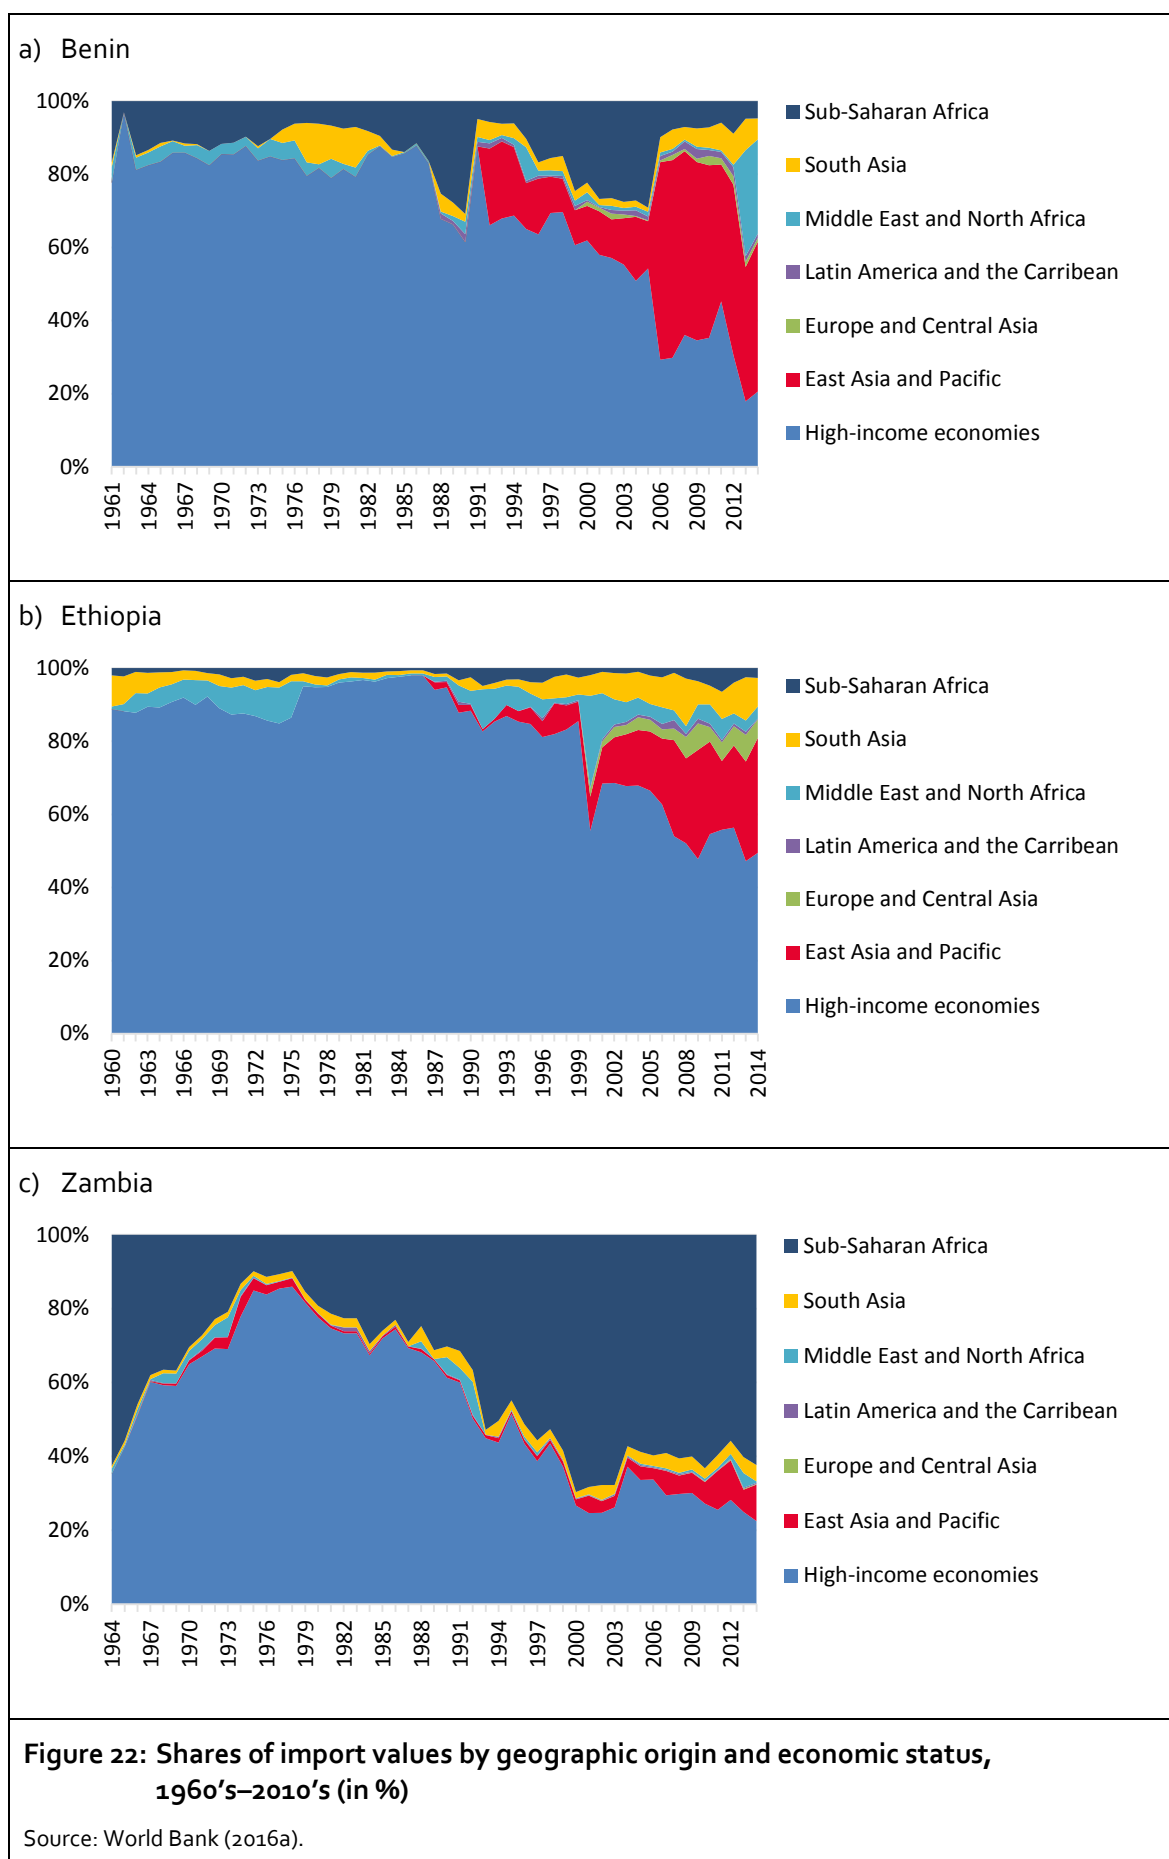 a) Benin
100%
80%
60%
40%
20%
0%
1961 1964 1967 1970 1973 1976 1979 1982 1985 1988 1991 1994 1997 2000 2003 2006 2009 2012
Sub-Saharan Africa
South Asia
Middle East and North Africa
Latin America and the Carribean
Europe and Central Asia
East Asia and Pacific
High-income economies
b) Ethiopia
100%
80%
60%
40%
20%
0%
1960 1963 1966 1969 1972 1975 1978 1981 1984 1987 1990 1993 1996 1999 2002 2005 2008 2011 2014
Sub-Saharan Africa
South Asia
Middle East and North Africa
Latin America and the Carribean
Europe and Central Asia
East Asia and Pacific
High-income economies
c) Zambia
100%
80%
60%
40%
20%
0%
1964 1967 1970 1973 1976 1979 1982 1985 1988 1991 1994 1997 2000 2003 2006 2009 2012
Sub-Saharan Africa
South Asia
Middle East and North Africa
Latin America and the Carribean
Europe and Central Asia
East Asia and Pacific
High-income economies
Figure 22: Shares of import values by geographic origin and economic status,
1960's–2010's (in %)
Source: World Bank (2016a).